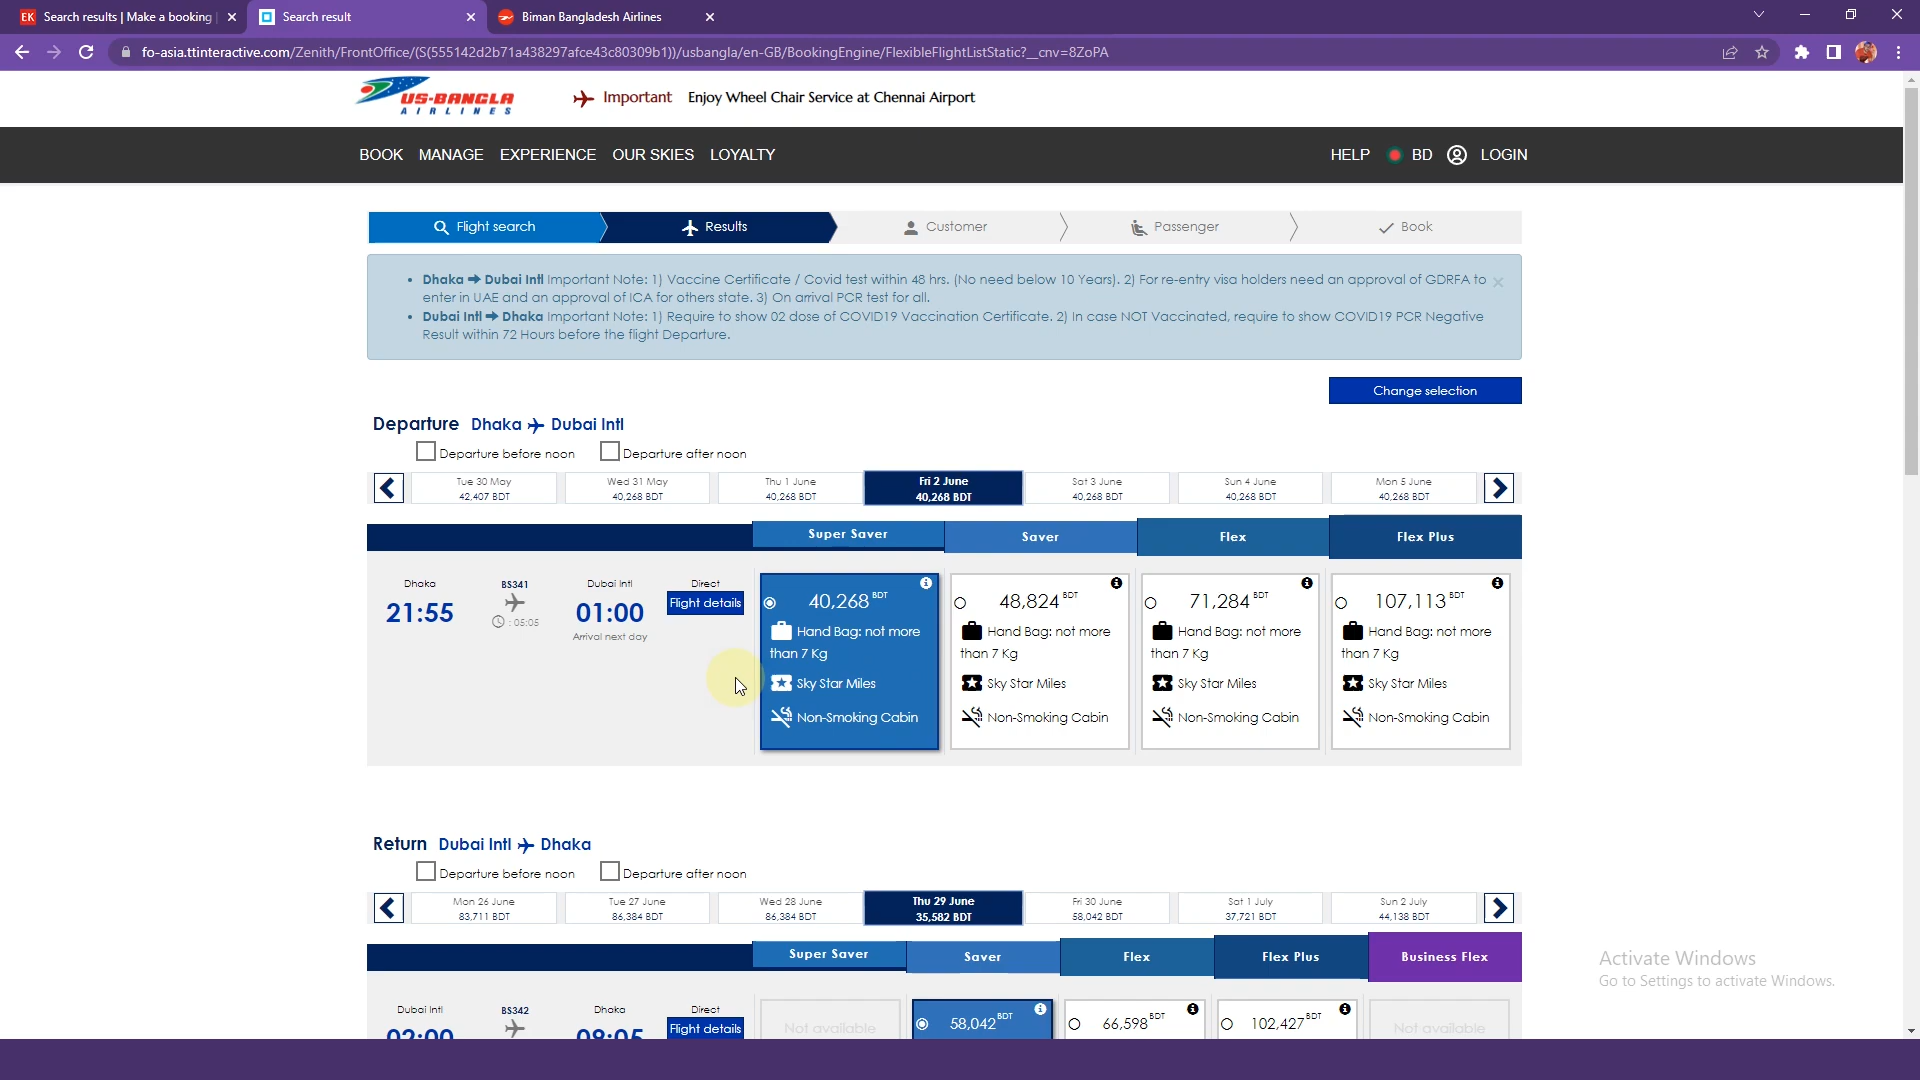 Search results | Make a booking
Search result
Biman Bangladesh Airlines
fo-asia.ttinteractive.com/Zenith/FrontOffice/(S(555142d2b71a438297afce43c80309b1))/usbangla/en-GB/BookingEngine/FlexibleFlightListStatic?__cnv=8ZoPA
US-BANGLA
AIRLINES
Important Enjoy Wheel Chair Service at Chennai Airport
BOOK MANAGE EXPERIENCE OUR SKIES LOYALTY HELP BD LOGIN
Flight search Results Customer Passenger Book
• Dhaka ➔ Dubai Intl Important Note: 1) Vaccine Certificate / Covid test within 48 hrs. (No need below 10 Years). 2) For re-entry visa holders need an approval of GDRFA to
enter in UAE and an approval of ICA for others state. 3) On arrival PCR test for all.
• Dubai Intl ➔ Dhaka Important Note: 1) Require to show 02 dose of COVID19 Vaccination Certificate. 2) In case NOT Vaccinated, require to show COVID19 PCR Negative
Result within 72 Hours before the flight Departure.
Change selection
Departure Dhaka Dubai Intl
Departure before noon Departure after noon
Tue 30 May Wed 31 May Thu 1 June Fri 2 June Sat 3 June Sun 4 June Mon 5 June
42,407 BDT 40,268 BDT 40,268 BDT 40,268 BDT 40,268 BDT 40,268 BDT 40,268 BDT
Super Saver Saver Flex Flex Plus
Dhaka BS341 Dubai Intl Direct
21:55 01:00 Flight details 40,268 BDT 48,824 BDT 71,284 BDT 107,113 BDT
: 05:05
Arrival next day
Hand Bag: not more Hand Bag: not more Hand Bag: not more Hand Bag: not more
than 7 Kg than 7 Kg than 7 Kg than 7 Kg
Sky Star Miles Sky Star Miles Sky Star Miles Sky Star Miles
Non-Smoking Cabin Non-Smoking Cabin Non-Smoking Cabin Non-Smoking Cabin
Return Dubai Intl Dhaka
Departure before noon Departure after noon
Mon 26 June Tue 27 June Wed 28 June Thu 29 June Fri 30 June Sat 1 July Sun 2 July
83,711 BDT 86,384 BDT 86,384 BDT 35,582 BDT 58,042 BDT 37,721 BDT 44,138 BDT
Super Saver Saver Flex Flex Plus Business Flex
Dubai Intl BS342 Dhaka Direct
02:00 08:05 Flight details Not available 58,042 BDT 66,598 BDT 102,427 BDT Not available
Activate Windows
Go to Settings to activate Windows.